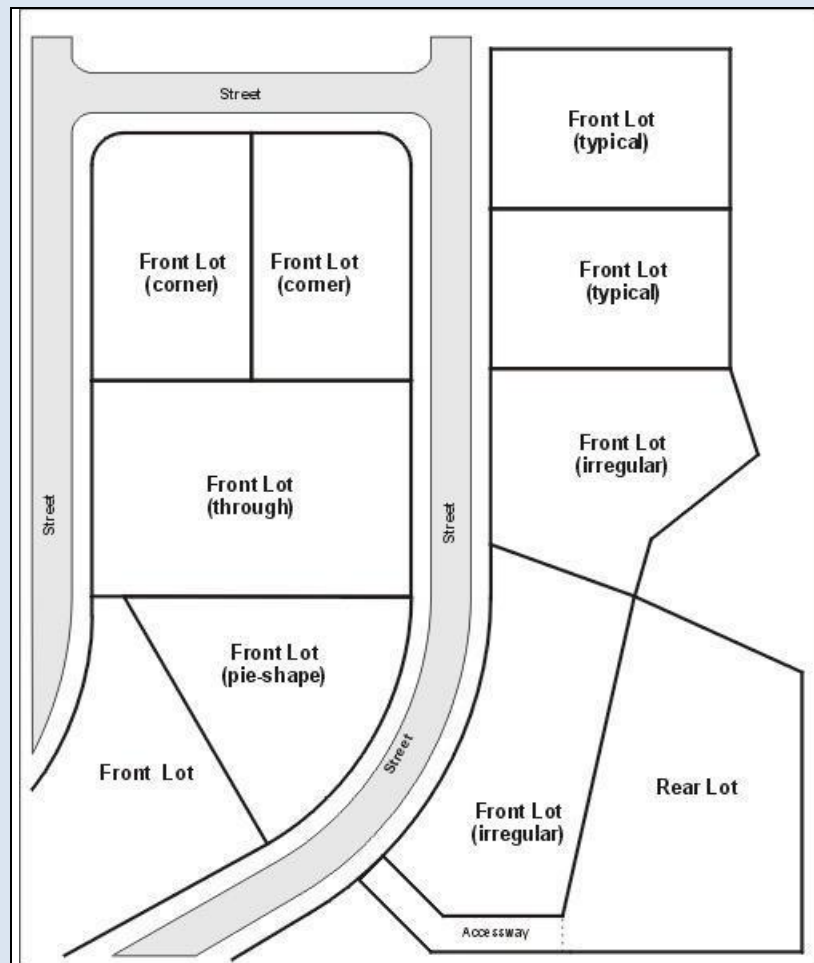 Street
Front Lot
(typical)
Front Lot
(corner)
Front Lot
(corner)
Front Lot
(typical)
Front Lot
(irregular)
Front Lot
(through)
Street
Street
Front Lot
(pie-shape)
Street
Front Lot
Rear Lot
Front Lot
(irregular)
Accessway